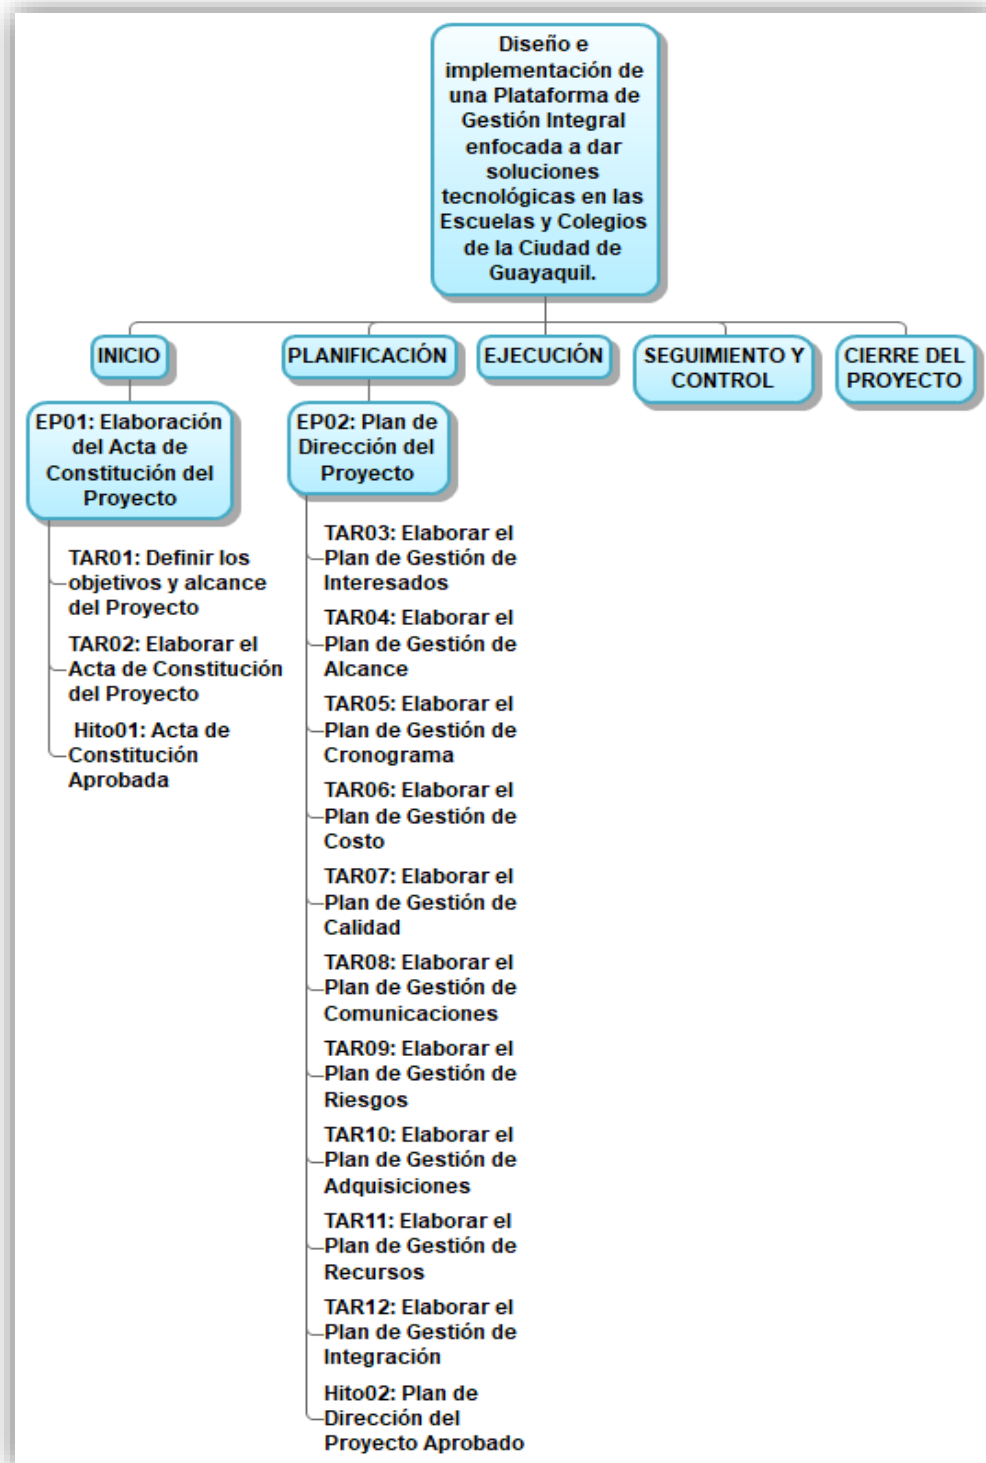 Diseño e
implementación de
una Plataforma de
Gestión Integral
enfocada a dar
soluciones
tecnológicas en las
Escuelas y Colegios
de la Ciudad de
Guayaquil.
INICIO
PLANIFICACIÓN
EJECUCIÓN
SEGUIMIENTO Y
CONTROL
CIERRE DEL
PROYECTO
EP01: Elaboración
del Acta de
Constitución del
Proyecto
TAR01: Definir los
objetivos y alcance
del Proyecto
TAR02: Elaborar el
Acta de Constitución
del Proyecto
Hito01: Acta de
Constitución
Aprobada
EP02: Plan de
Dirección del
Proyecto
TAR03: Elaborar el
Plan de Gestión de
Interesados
TAR04: Elaborar el
Plan de Gestión de
Alcance
TAR05: Elaborar el
Plan de Gestión de
Cronograma
TAR06: Elaborar el
Plan de Gestión de
Costo
TAR07: Elaborar el
Plan de Gestión de
Calidad
TAR08: Elaborar el
Plan de Gestión de
Comunicaciones
TAR09: Elaborar el
Plan de Gestión de
Riesgos
TAR10: Elaborar el
Plan de Gestión de
Adquisiciones
TAR11: Elaborar el
Plan de Gestión de
Recursos
TAR12: Elaborar el
Plan de Gestión de
Integración
Hito02: Plan de
Dirección del
Proyecto Aprobado